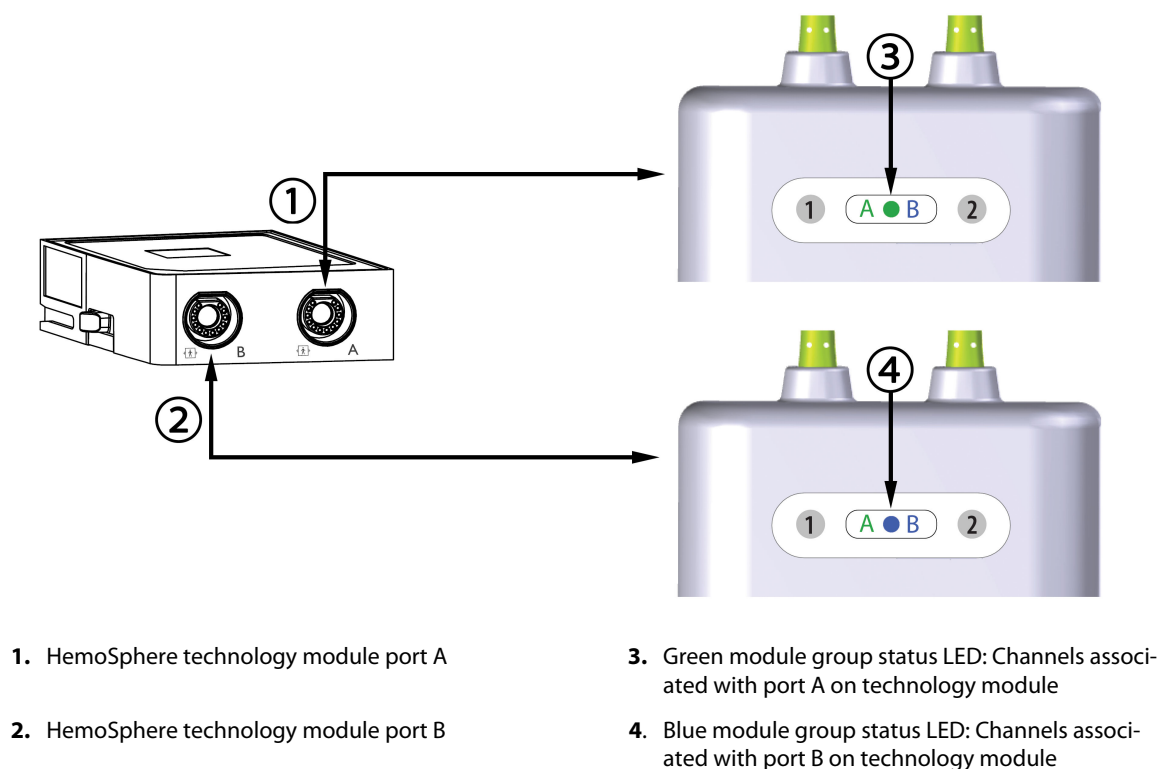 3
1
1 A B 2
B A
4
2
1 A B 2
1. HemoSphere technology module port A
2. HemoSphere technology module port B
3. Green module group status LED: Channels associ-
ated with port A on technology module
4. Blue module group status LED: Channels associ-
ated with port B on technology module